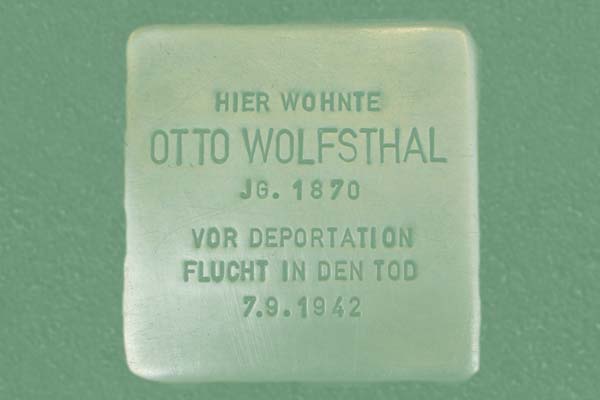 HIER WOHNTE
OTTO WOLFSTHAL
JG. 1870
VOR DEPORTATION
FLUCHT IN DEN TOD
7.9.1942